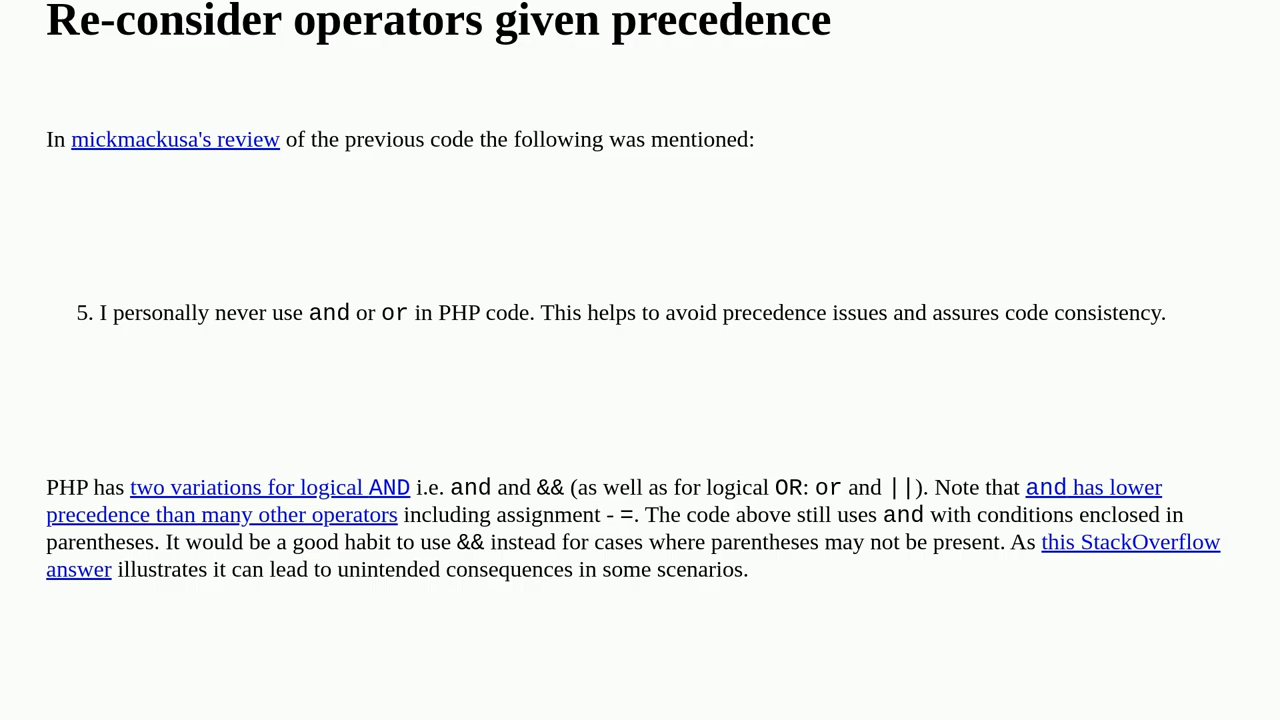 Re-consider operators given precedence
In mickmackusa's review of the previous code the following was mentioned:
5. I personally never use and or or in PHP code. This helps to avoid precedence issues and assures code consistency.
PHP has two variations for logical AND i.e. and and && (as well as for logical OR: or and ||). Note that and has lower
precedence than many other operators including assignment - =. The code above still uses and with conditions enclosed in
parentheses. It would be a good habit to use && instead for cases where parentheses may not be present. As this StackOverflow
answer illustrates it can lead to unintended consequences in some scenarios.